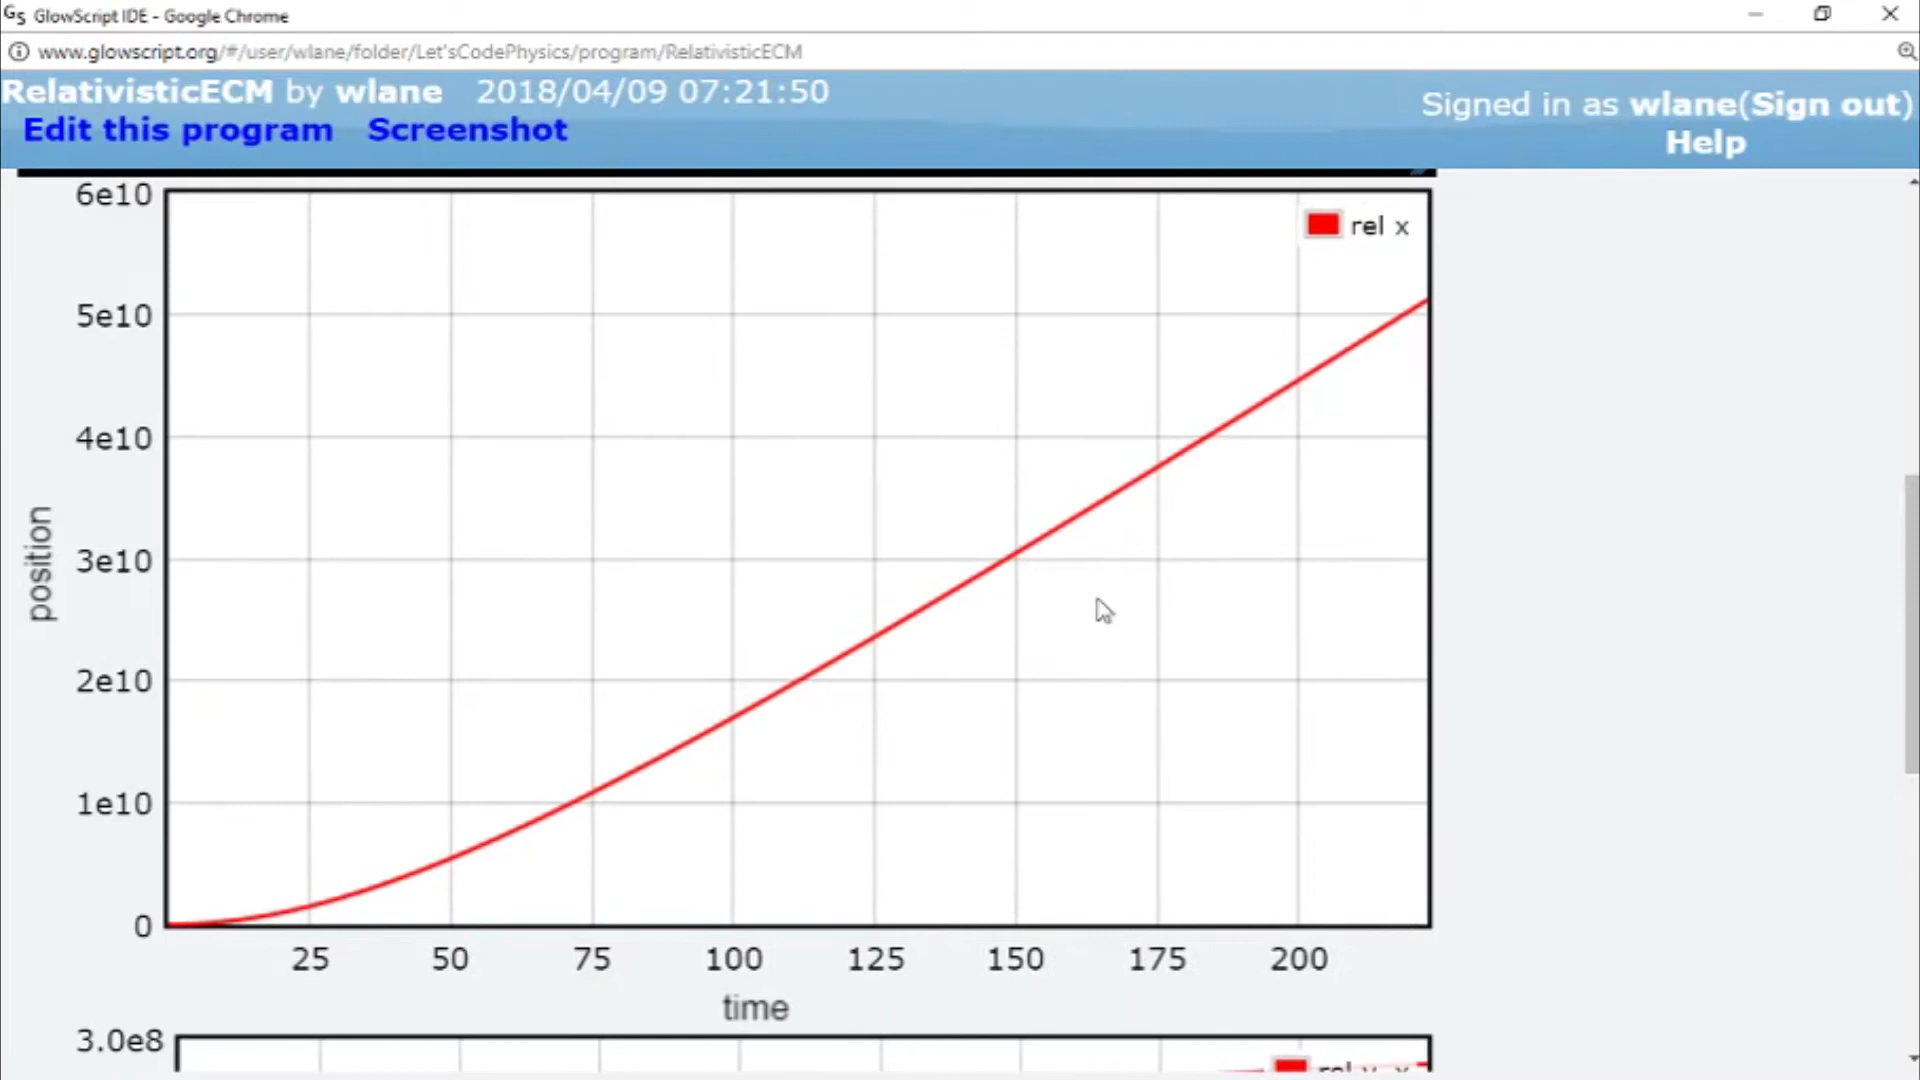 GlowScript IDE - Google Chrome
www.glowscript.org/#/user/wlane/folder/Let'sCodePhysics/program/RelativisticECM
RelativisticECM by wlane 2018/04/09 07:21:50
Signed in as wlane(Sign out)
Edit this program Screenshot
Help
6e10
rel x
5e10
4e10
3e10
position
2e10
1e10
0
25 50 75 100 125 150 175 200
time
3.0e8